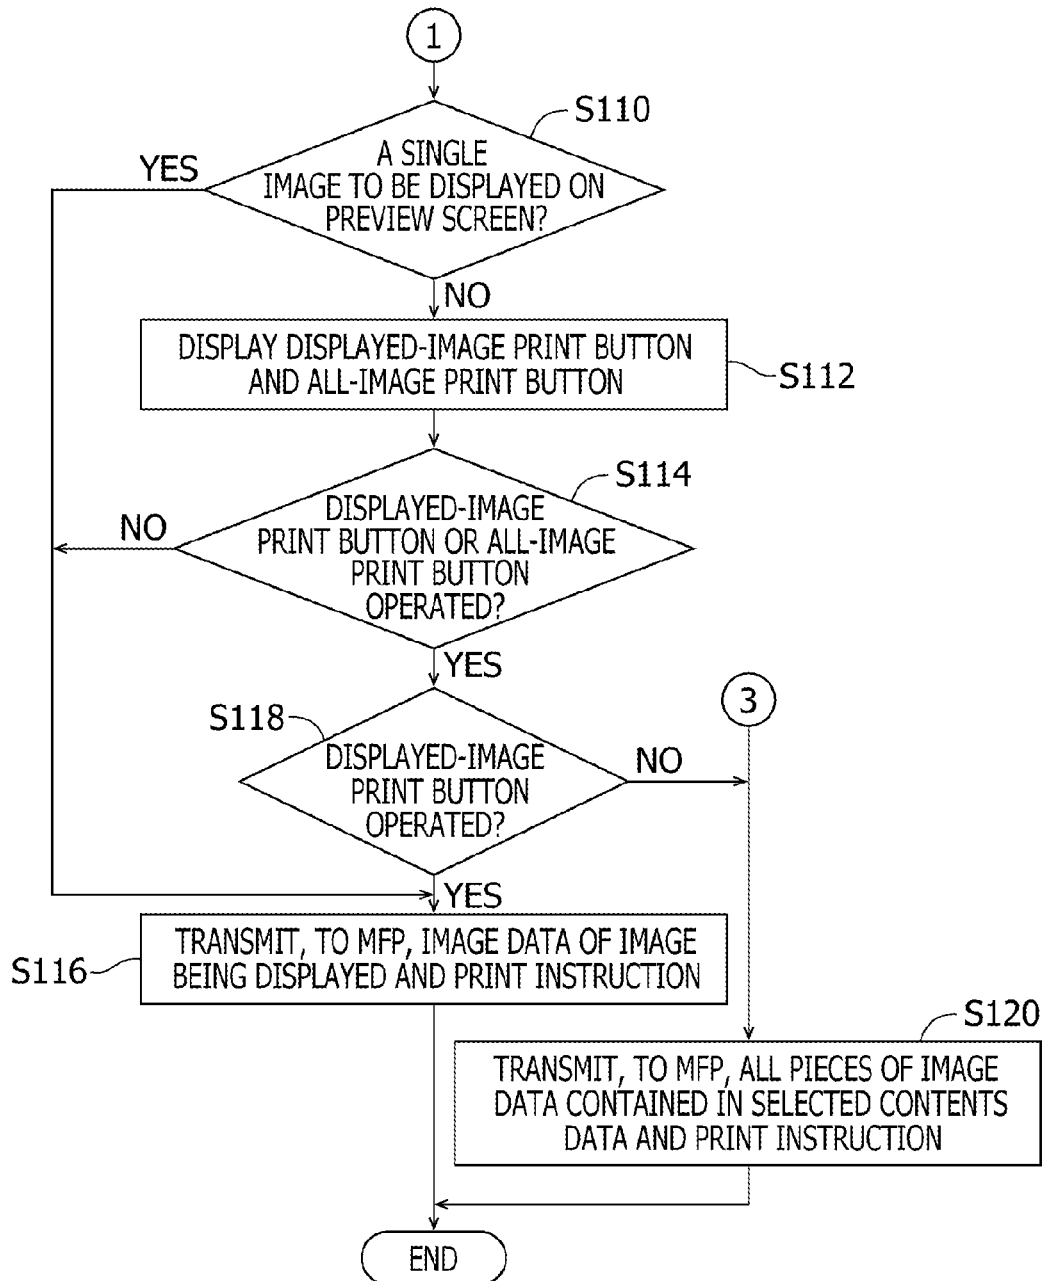 1
S110
A SINGLE
IMAGE TO BE DISPLAYED ON
PREVIEW SCREEN?
YES
NO
DISPLAY DISPLAYED-IMAGE PRINT BUTTON
AND ALL-IMAGE PRINT BUTTON
S112
S114
DISPLAYED-IMAGE
PRINT BUTTON OR ALL-IMAGE
PRINT BUTTON
OPERATED?
NO
YES
S118
3
DISPLAYED-IMAGE
PRINT BUTTON
OPERATED?
NO
YES
TRANSMIT, TO MFP, IMAGE DATA OF IMAGE
BEING DISPLAYED AND PRINT INSTRUCTION
S116
S120
TRANSMIT, TO MFP, ALL PIECES OF IMAGE
DATA CONTAINED IN SELECTED CONTENTS
DATA AND PRINT INSTRUCTION
END